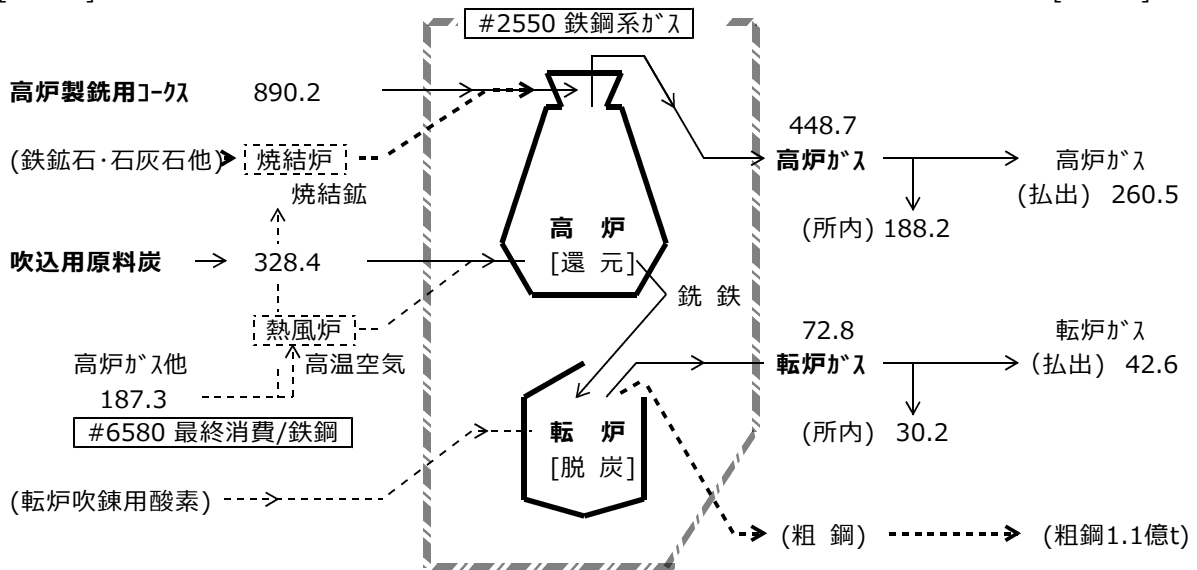 #2550 鉄鋼系ｶﾞｽ
高炉製銑用ｺｰｸｽ 890.2
448.7
(鉄鉱石･石灰石他) 焼結炉 高炉ｶﾞｽ 高炉ｶﾞｽ
焼結鉱 (払出) 260.5
高 炉 (所内) 188.2
吹込用原料炭 328.4 [還 元]
銑 鉄
熱風炉 72.8 転炉ｶﾞｽ
高炉ｶﾞｽ他 高温空気 転炉ｶﾞｽ (払出) 42.6
187.3
#6580 最終消費/鉄鋼 転 炉 (所内) 30.2
[脱 炭]
(転炉吹錬用酸素)
(粗 鋼) (粗鋼1.1億t)